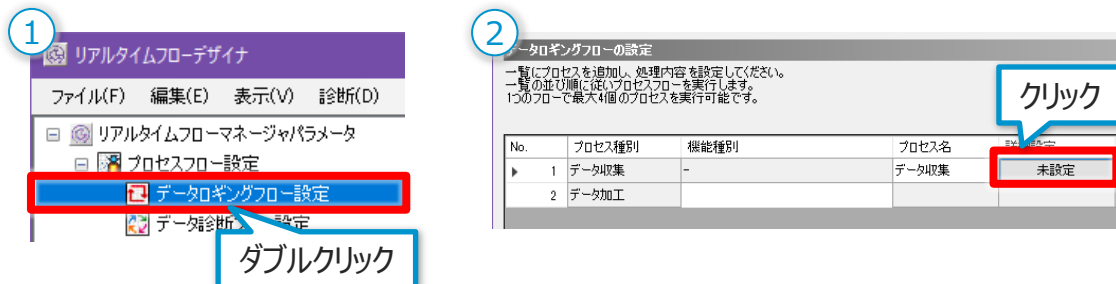 1
リアルタイムフローデザイナ
ファイル(F) 編集(E) 表示(V) 診断(D)
リアルタイムフローマネージャパラメータ
プロセスフロー設定
データロギングフロー設定
データ診断 設定
ダブルクリック
2
データロギングフローの設定
一覧にプロセスを追加し、処理内容を設定してください。
一覧の並び順に従いプロセスフローを実行します。
1つのフローで最大4個のプロセスを実行可能です。
クリック
No. プロセス種別 機能種別 プロセス名 詳細設定
1 データ収集 - データ収集 未設定
2 データ加工